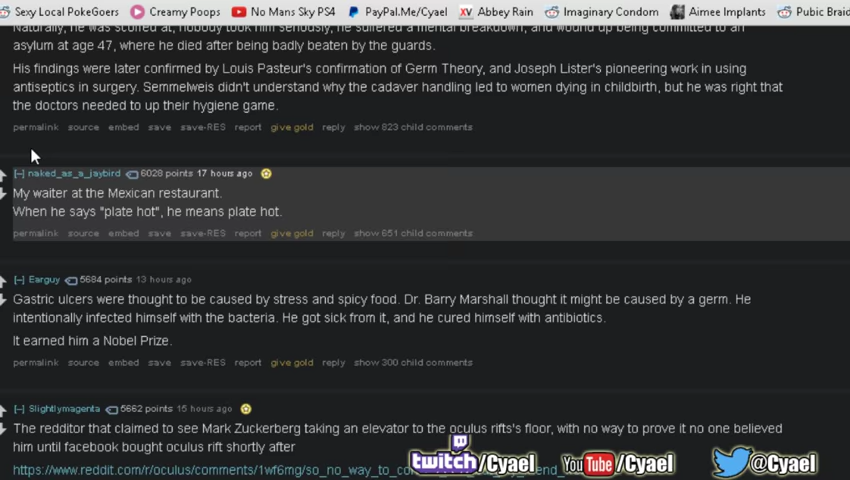 Sexy Local PokeGoers Creamy Poops No Mans Sky PS4 PayPal.Me/Cyael Abbey Rain Imaginary Condom Aimee Implants Pubic Braid
Naturally, he was scoffed at, nobody took him seriously, he suffered a mental breakdown, and wound up being committed to an
asylum at age 47, where he died after being badly beaten by the guards.
His findings were later confirmed by Louis Pasteur's confirmation of Germ Theory, and Joseph Lister's pioneering work in using
antiseptics in surgery. Semmelweis didn't understand why the cadaver handling led to women dying in childbirth, but he was right that
the doctors needed to up their hygiene game.
permalink source embed save save-RES report give gold reply show 823 child comments
[–] naked_as_a_jaybird 6028 points 17 hours ago
My waiter at the Mexican restaurant.
When he says "plate hot", he means plate hot.
permalink source embed save save-RES report give gold reply show 651 child comments
[–] Earguy 5684 points 13 hours ago
Gastric ulcers were thought to be caused by stress and spicy food. Dr. Barry Marshall thought it might be caused by a germ. He
intentionally infected himself with the bacteria. He got sick from it, and he cured himself with antibiotics.
It earned him a Nobel Prize.
permalink source embed save save-RES report give gold reply show 300 child comments
[–] Slightlymagenta 5662 points 15 hours ago
The redditor that claimed to see Mark Zuckerberg taking an elevator to the oculus rifts's floor, with no way to prove it no one believed
him until facebook bought oculus rift shortly after
https://www.reddit.com/r/oculus/comments/1wf6mg/so_no_way_to_
twitch/Cyael YouTube/Cyael @Cyael